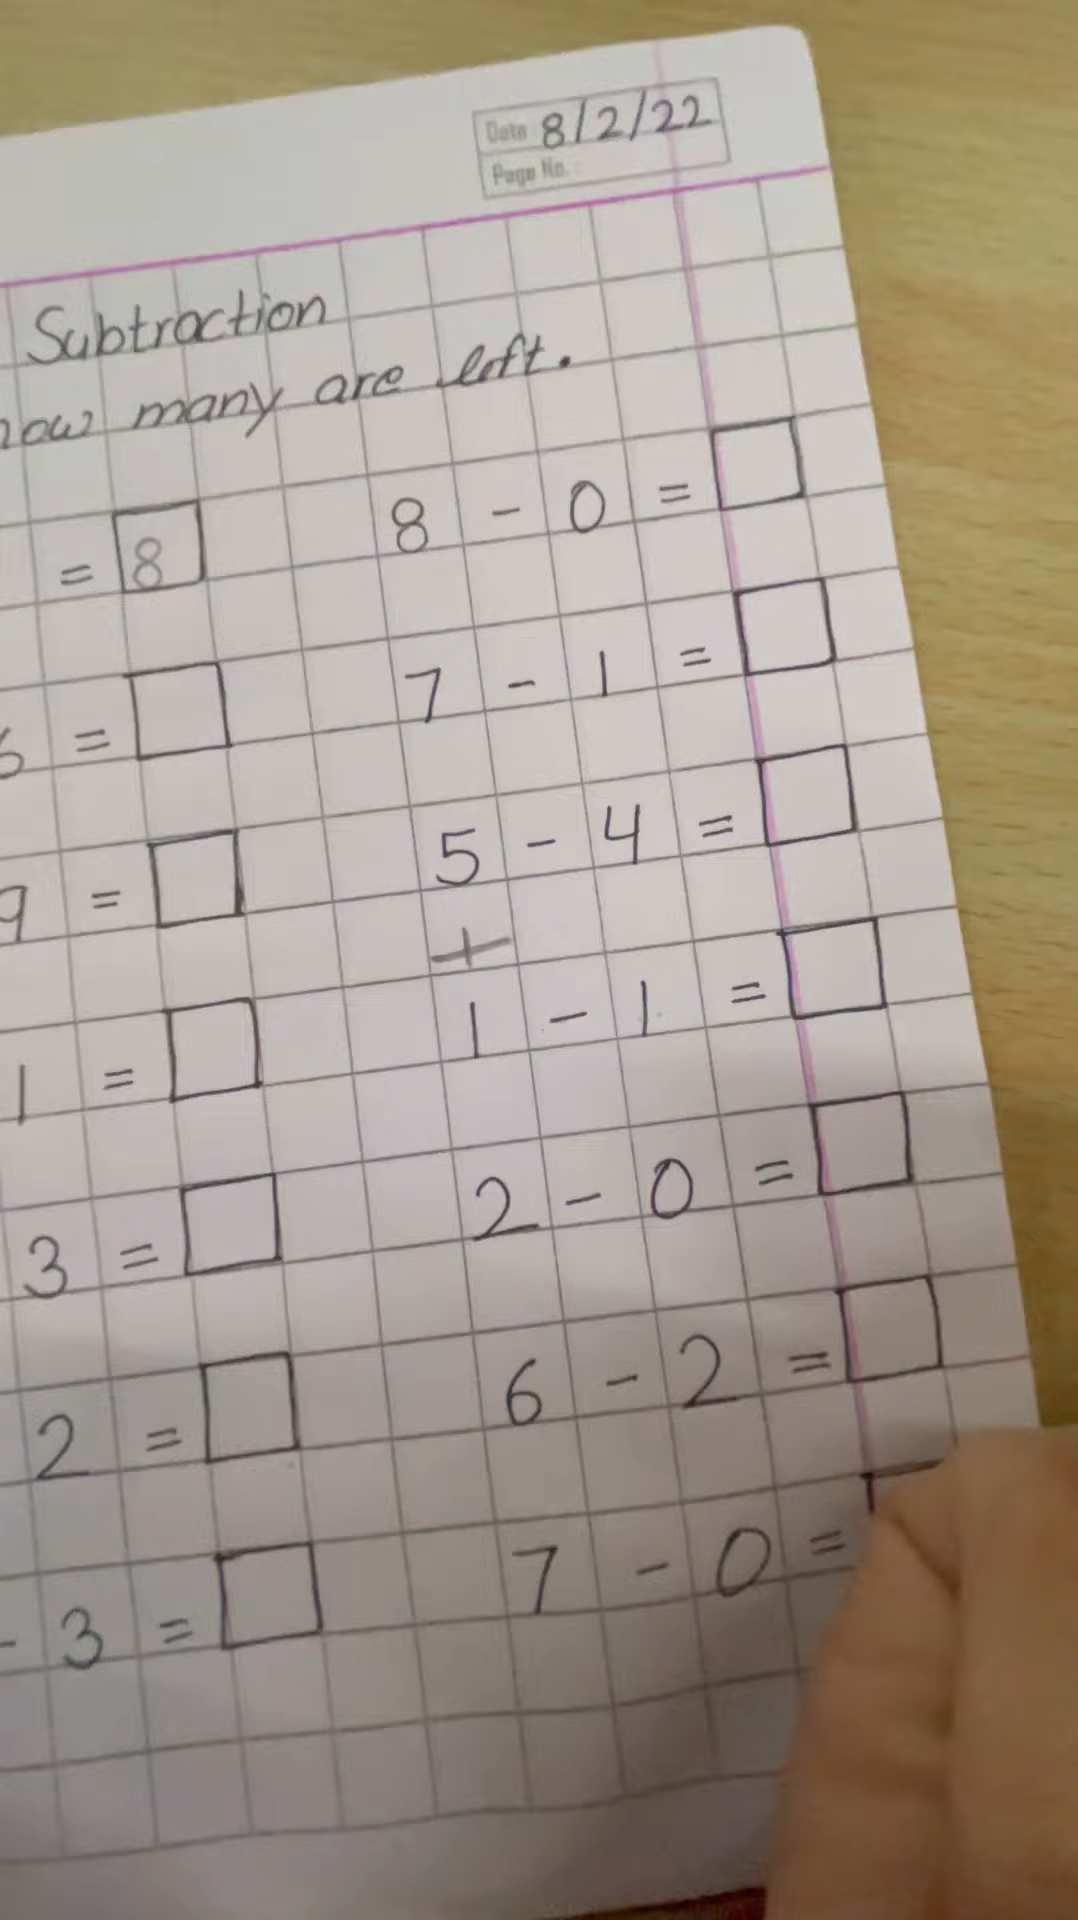 Date 8/2/22
Page No. :
Subtraction
how many are left.
= 8 8 - 0 =
6 = 7 - 1 =
9 = 5 - 4 =
+
1 = 1 - 1 =
3 = 2 - 0 =
2 = 6 - 2 =
- 3 = 7 - 0 =